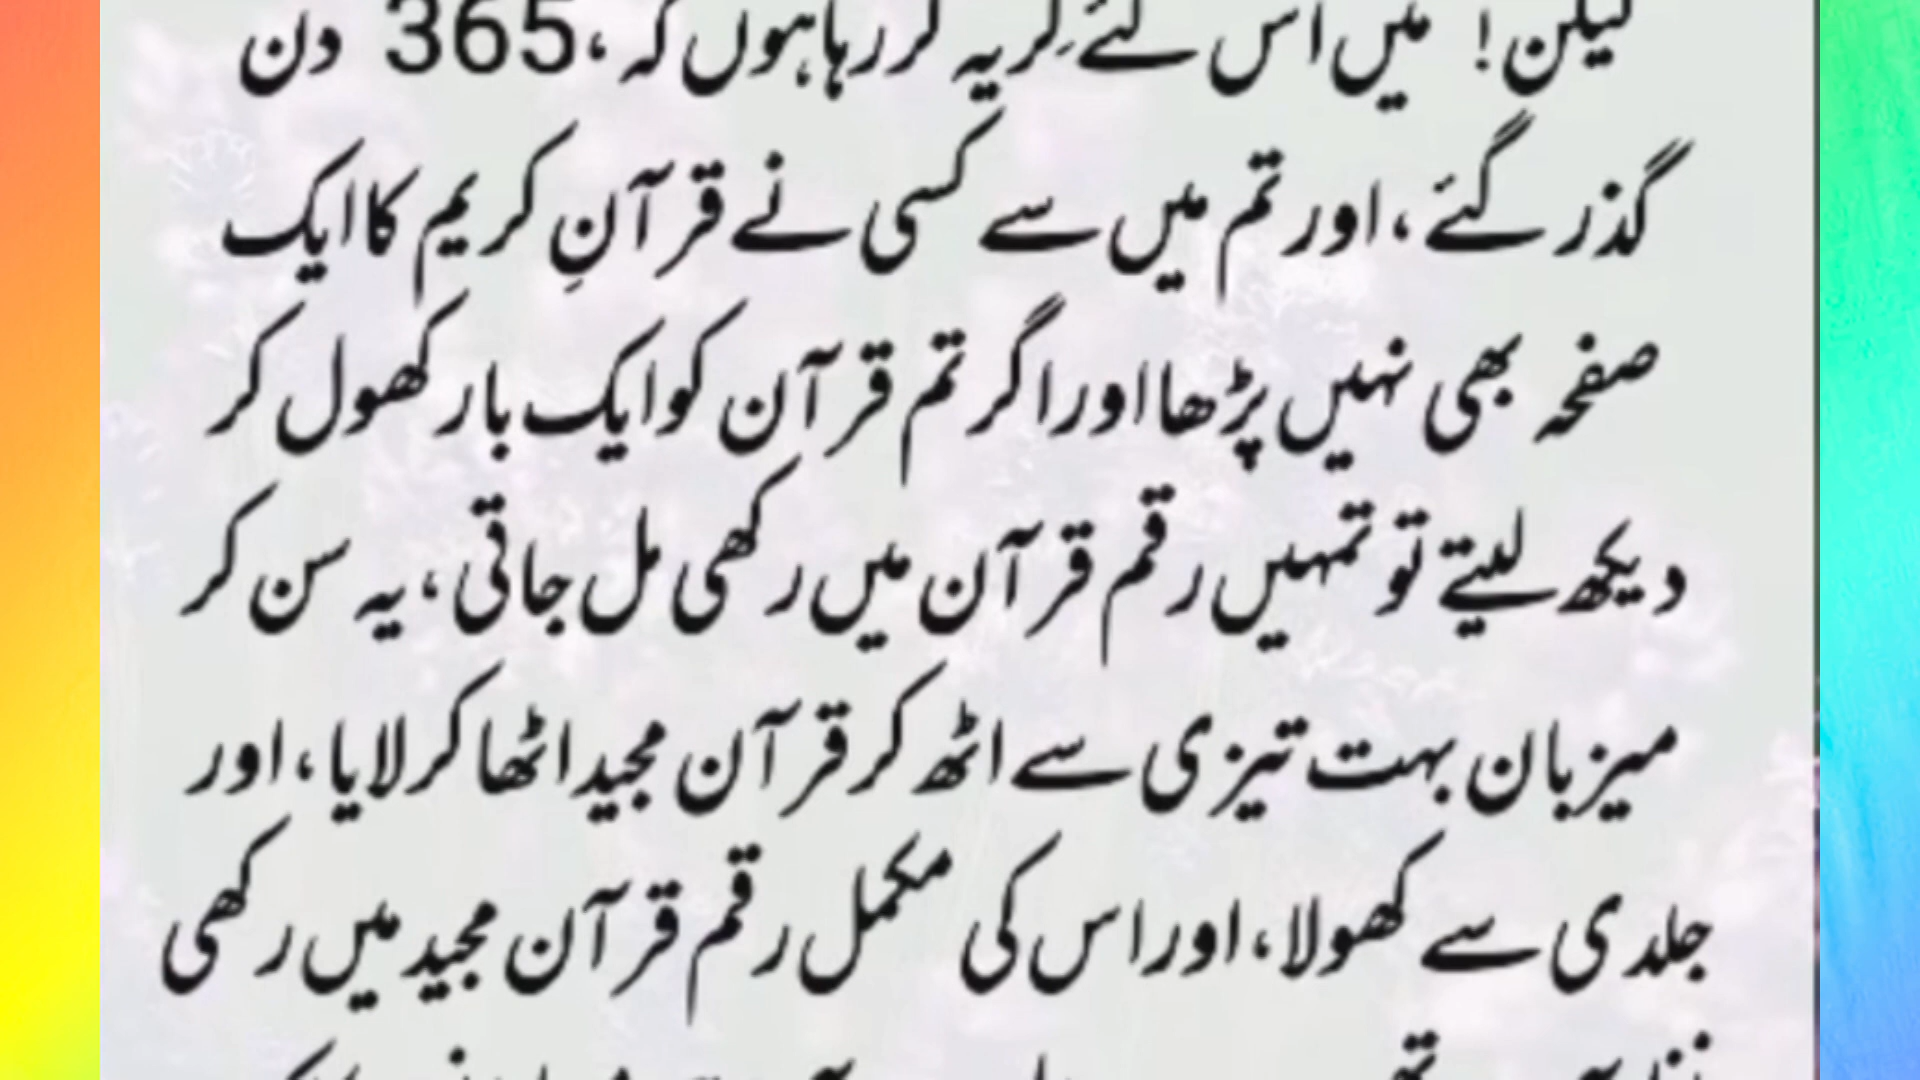 لیکن! میں اس لئے گریہ کر رہا ہوں کہ، 365 دن
گذر گئے، اور تم میں سے کسی نے قرآنِ کریم کا ایک
صفحہ بھی نہیں پڑھا اور اگر تم قرآن کو ایک بار کھول کر
دیکھ لیتے تو تمہیں رقم قرآن میں رکھی مل جاتی، یہ سن کر
میزبان بہت تیزی سے اٹھ کر قرآن مجید اٹھا کر لایا، اور
جلدی سے کھولا، اور اس کی مکمل رقم قرآن مجید میں رکھی